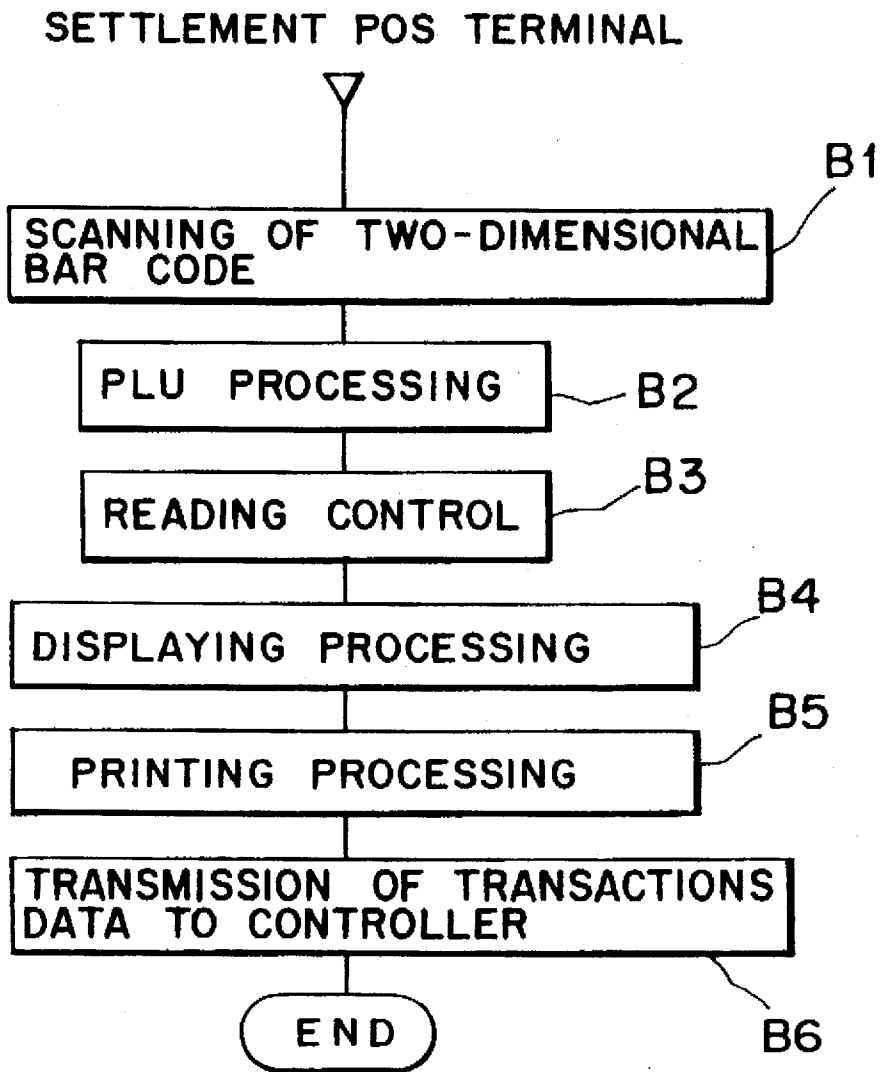 SETTLEMENT POS TERMINAL
B1
SCANNING OF TWO-DIMENSIONAL
BAR CODE
PLU PROCESSING
B2
B3
READING CONTROL
B4
DISPLAYING PROCESSING
B5
PRINTING PROCESSING
TRANSMISSION OF TRANSACTIONS
DATA TO CONTROLLER
END
B6